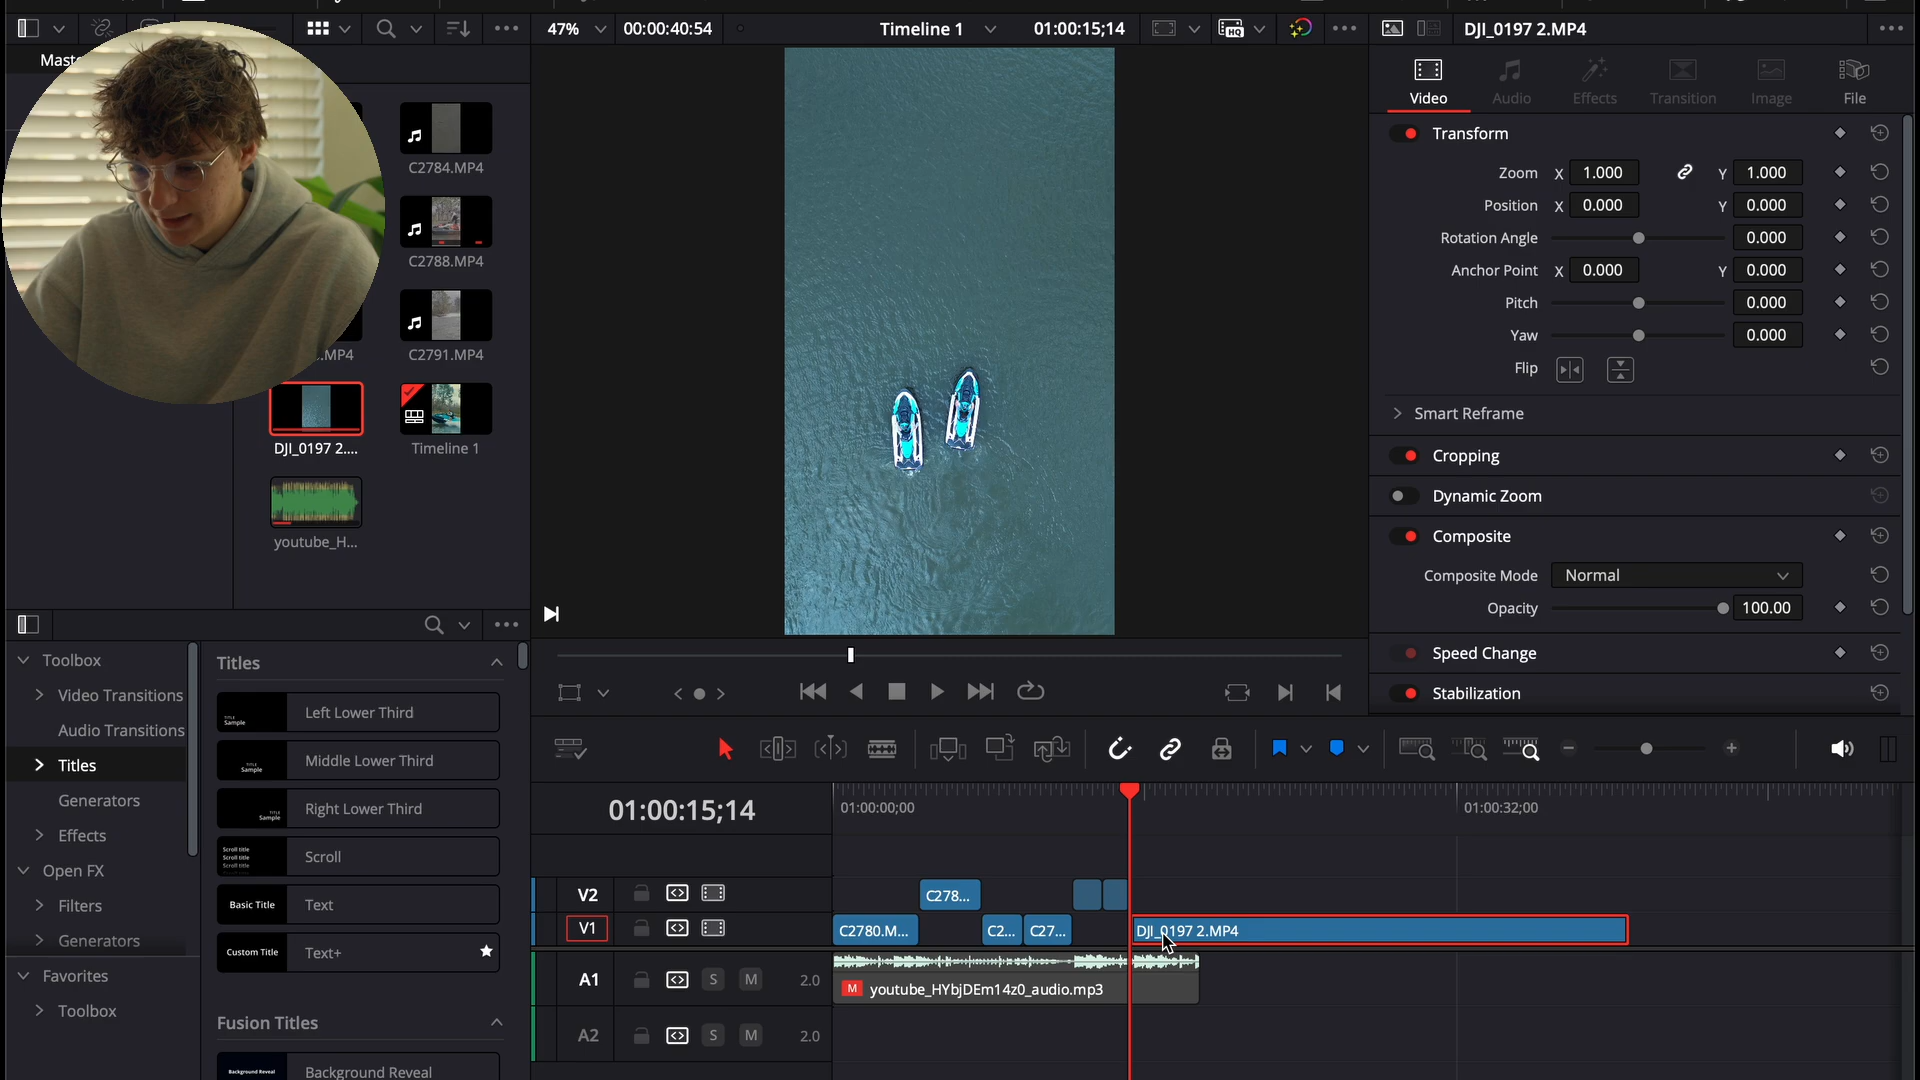 47%
00:00:40:54
Timeline 1
01:00:15;14
DJI_0197 2.MP4
C2784.MP4
C2788.MP4
.MP4
C2791.MP4
DJI_0197 2....
Timeline 1
youtube_H...
Video
Audio
Effects
Transition
Image
File
Transform
Zoom X 1.000 Y 1.000
Position X 0.000 Y 0.000
Rotation Angle 0.000
Anchor Point X 0.000 Y 0.000
Pitch 0.000
Yaw 0.000
Flip
Smart Reframe
Cropping
Dynamic Zoom
Composite
Composite Mode Normal
Opacity 100.00
Speed Change
Stabilization
Toolbox
Video Transitions
Audio Transitions
Titles
Generators
Effects
Open FX
Filters
Generators
Favorites
Toolbox
Titles
Left Lower Third
Middle Lower Third
Right Lower Third
Scroll
Basic Title Text
Custom Title Text+
Fusion Titles
Background Reveal Background Reveal
01:00:15;14
01:00:00;00
01:00:32;00
V2
C278...
V1
C2780.M...
C2...
C27...
DJI_0197 2.MP4
A1 S M 2.0
M youtube_HYbjDEm14z0_audio.mp3
A2 S M 2.0